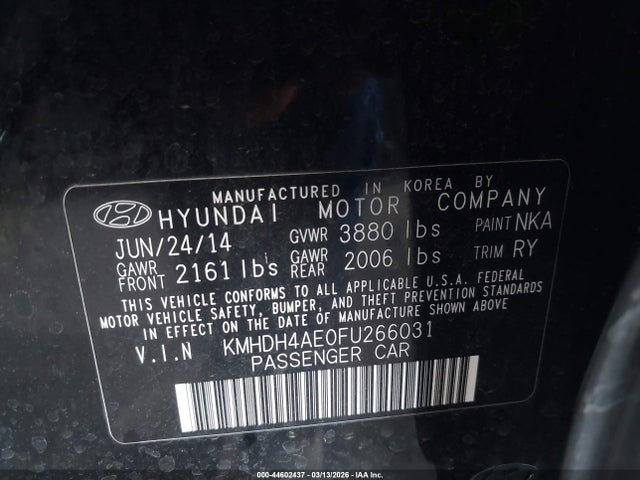 MANUFACTURED IN KOREA BY
HYUNDAI MOTOR COMPANY
JUN/24/14 GVWR 3880 lbs PAINT NKA
GAWR FRONT 2161 lbs GAWR REAR 2006 lbs TRIM RY
THIS VEHICLE CONFORMS TO ALL APPLICABLE U.S.A. FEDERAL
MOTOR VEHICLE SAFETY, BUMPER, AND THEFT PREVENTION STANDARDS
IN EFFECT ON THE DATE OF MANUFACTURE SHOWN ABOVE.
V.I.N KMHDH4AE0FU266031
PASSENGER CAR
000-44602437 - 03/13/2026 - IAA Inc.